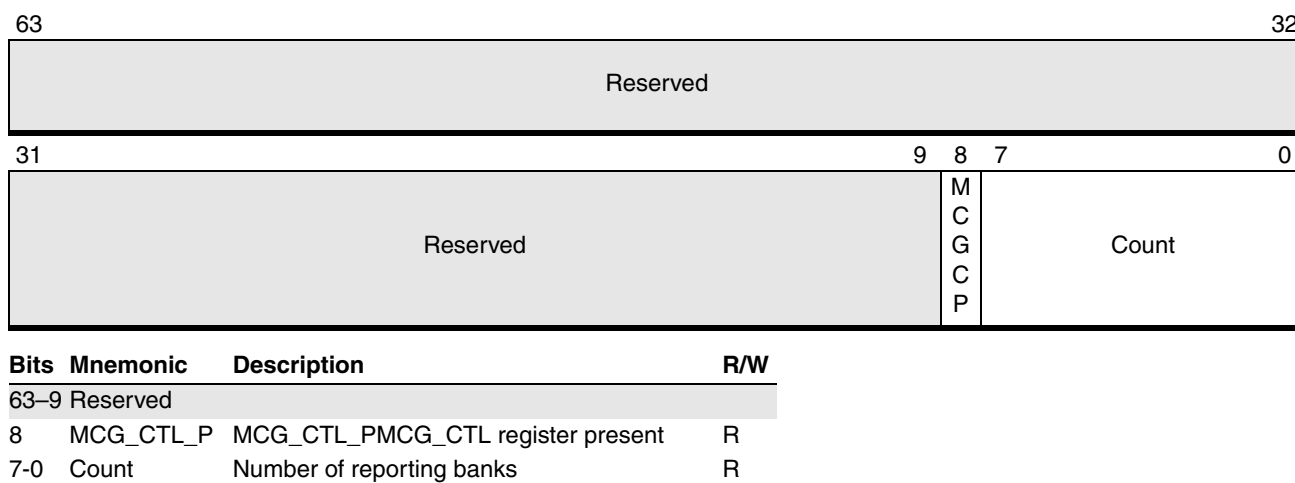 63 32
Reserved
31 9 8 7 0
Reserved
M
C
G
C
P
Count
Bits Mnemonic Description R/W
63–9 Reserved
8 MCG_CTL_P MCG_CTL_PMCG_CTL register present R
7-0 Count Number of reporting banks R